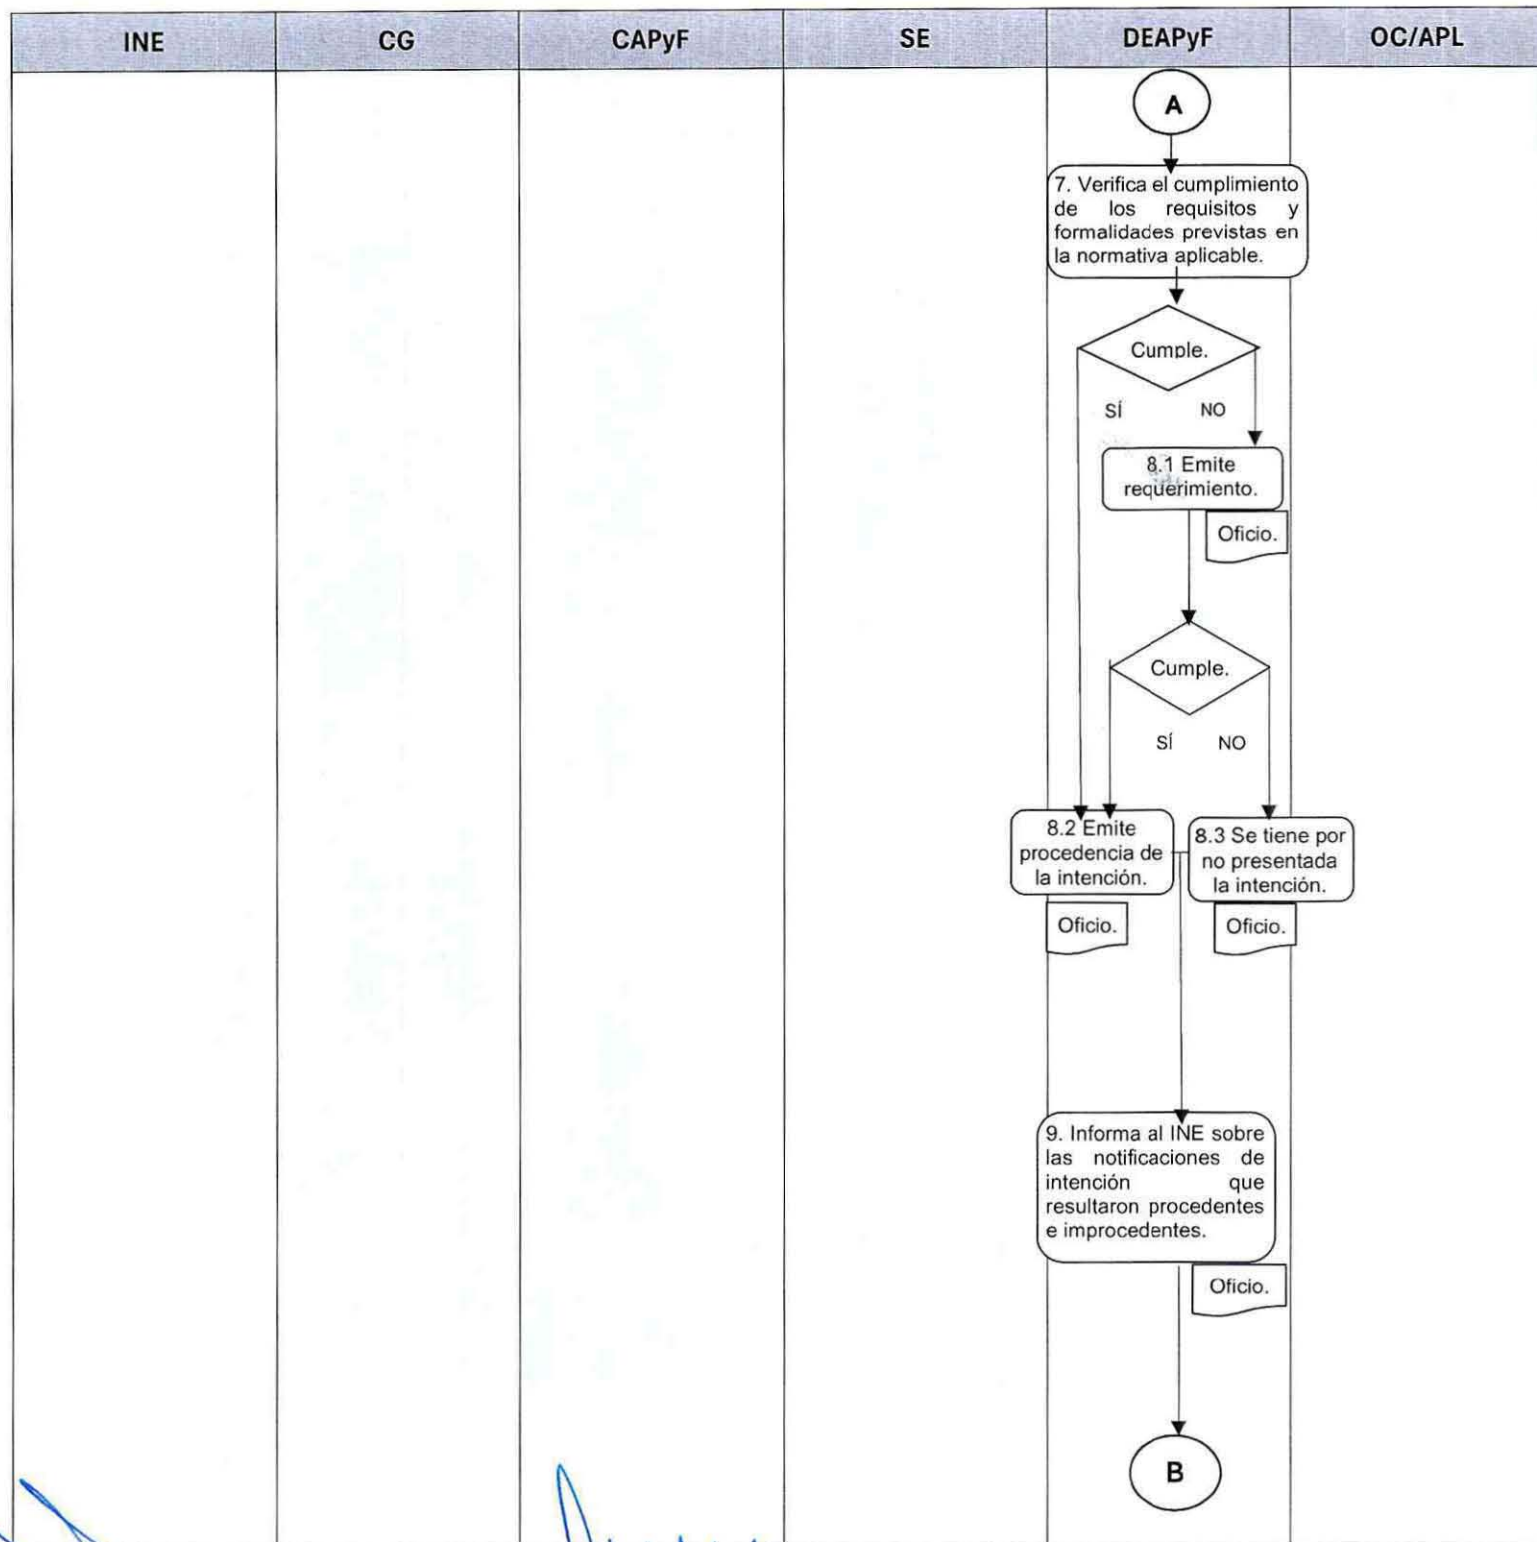 INE CG CAPyF SE DEAPyF OC/APL
A
7. Verifica el cumplimiento
de los requisitos y
formalidades previstas en
la normativa aplicable.
Cumple.
SÍ NO
8.1 Emite
requerimiento.
Oficio.
Cumple.
SÍ NO
8.2 Emite
procedencia de
la intención.
Oficio.
8.3 Se tiene por
no presentada
la intención.
Oficio.
9. Informa al INE sobre
las notificaciones de
intención que
resultaron procedentes
e improcedentes.
Oficio.
B